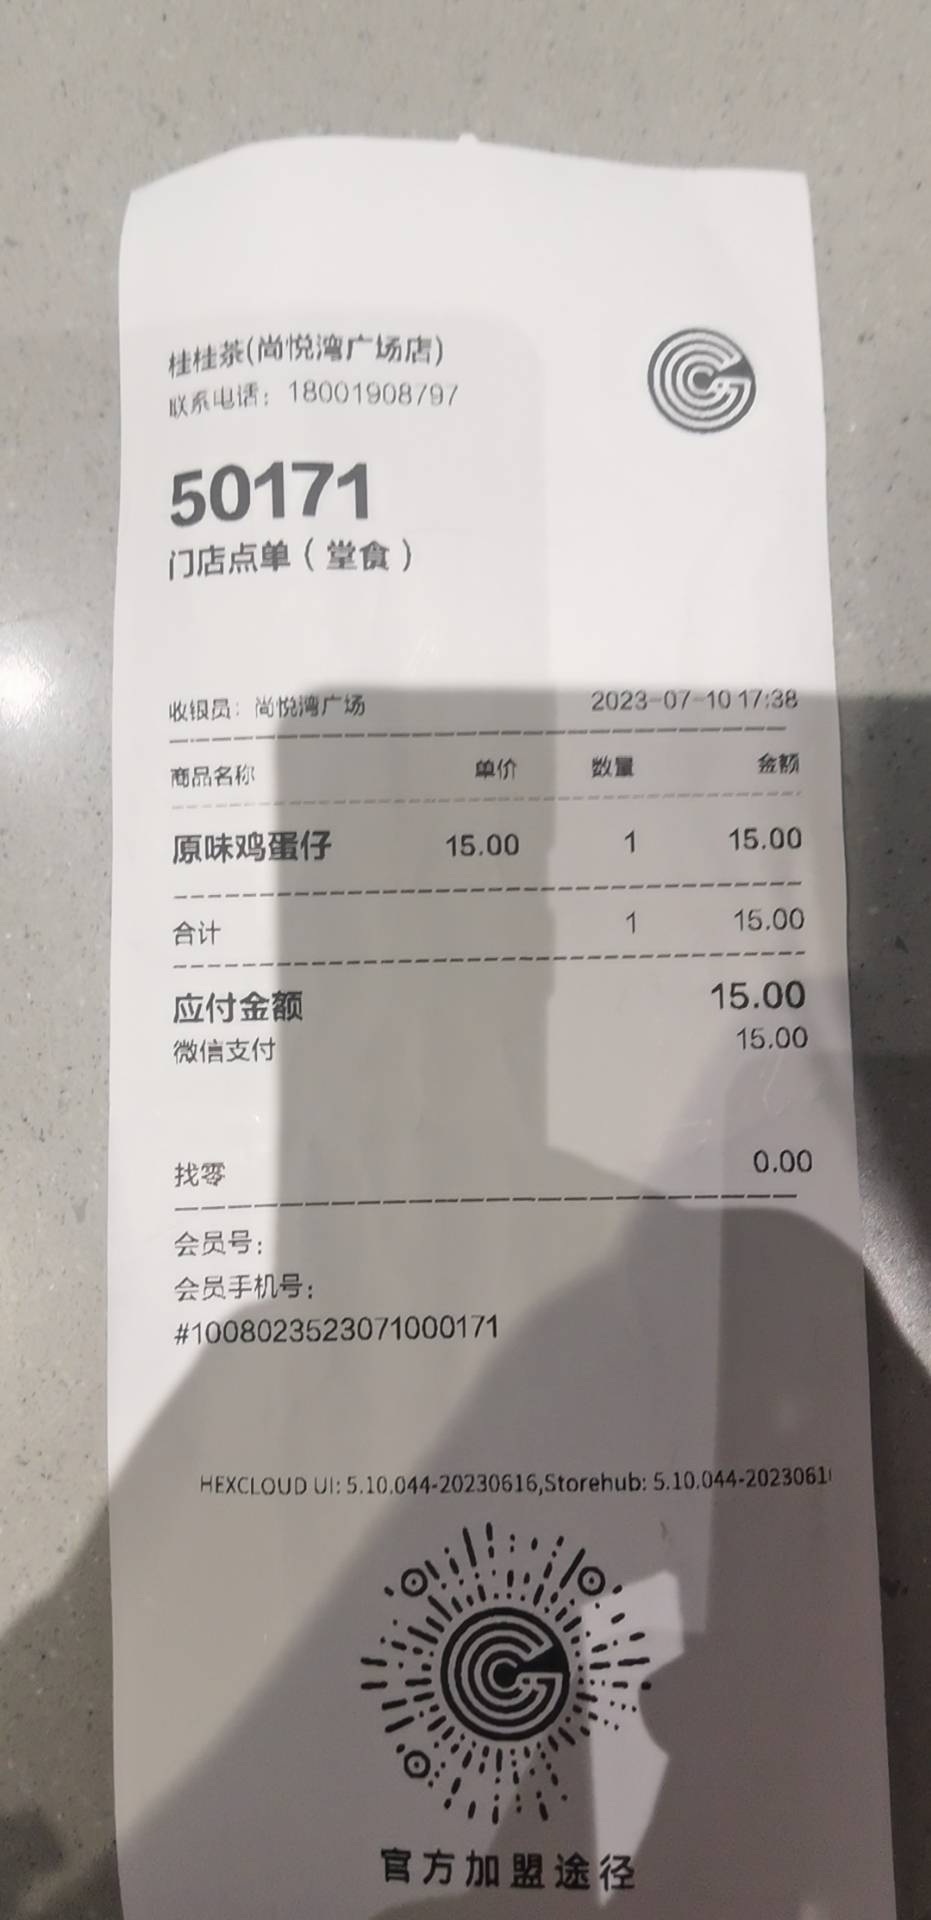 桂桂茶(尚悦湾广场店)
联系电话：18001908797
50171
门店点单（堂食）
收银员：尚悦湾广场 2023-07-10 17:38
商品名称 单价 数量 金额
原味鸡蛋仔 15.00 1 15.00
合计 1 15.00
应付金额 15.00
微信支付 15.00
找零 0.00
会员号：
会员手机号：
#1008023523071000171
HEXCLOUD UI: 5.10.044-20230616,Storehub: 5.10.044-2023061
官方加盟途径